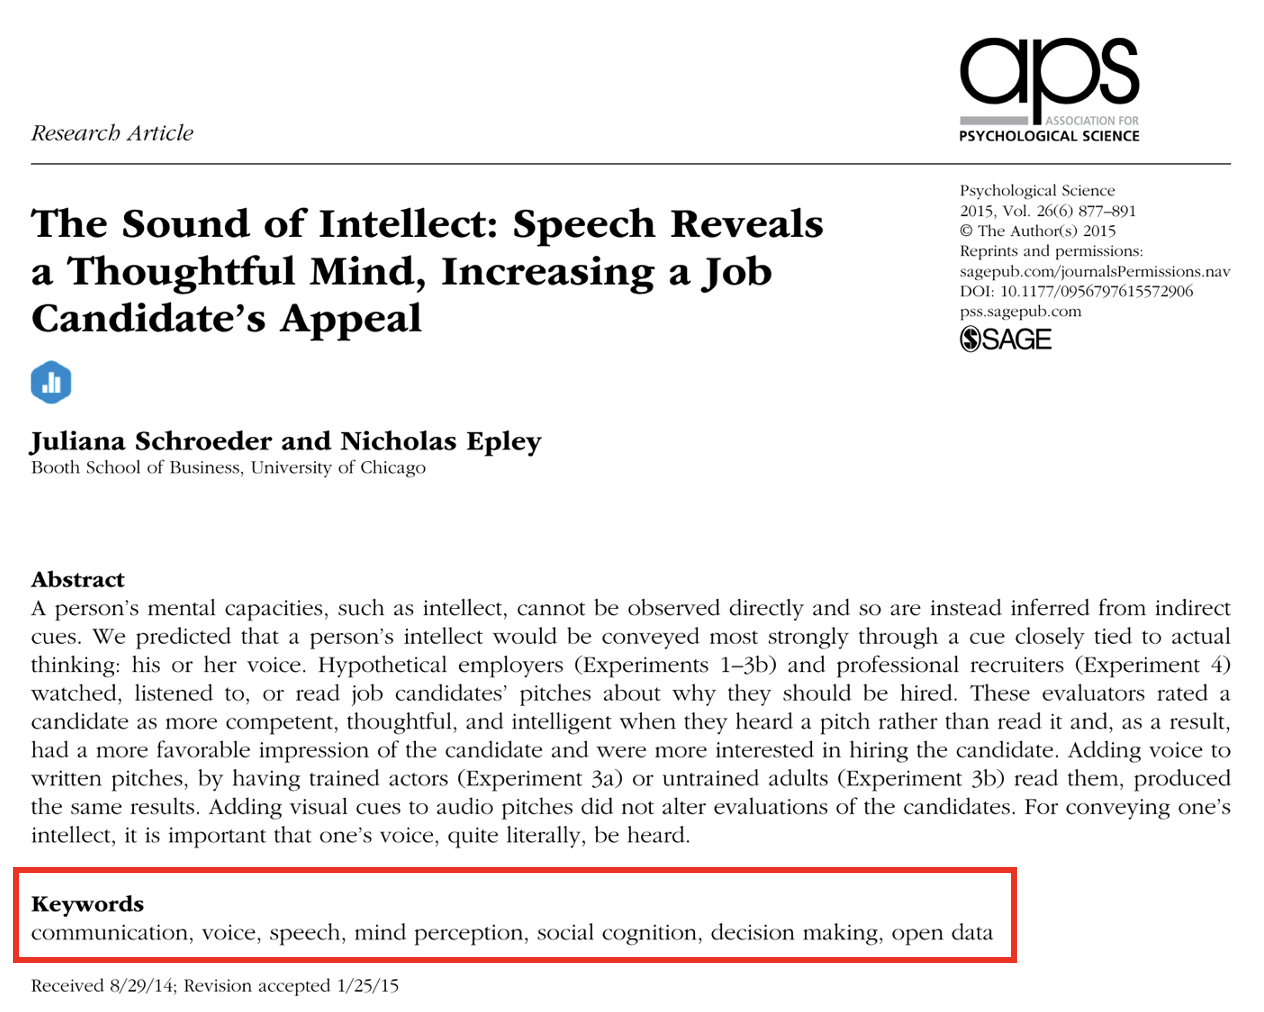 aps
ASSOCIATION FOR
PSYCHOLOGICAL SCIENCE
Research Article
Psychological Science
2015, Vol. 26(6) 877–891
© The Author(s) 2015
Reprints and permissions:
sagepub.com/journalsPermissions.nav
DOI: 10.1177/0956797615572906
pss.sagepub.com
SAGE
The Sound of Intellect: Speech Reveals
a Thoughtful Mind, Increasing a Job
Candidate’s Appeal
Juliana Schroeder and Nicholas Epley
Booth School of Business, University of Chicago
Abstract
A person’s mental capacities, such as intellect, cannot be observed directly and so are instead inferred from indirect
cues. We predicted that a person’s intellect would be conveyed most strongly through a cue closely tied to actual
thinking: his or her voice. Hypothetical employers (Experiments 1–3b) and professional recruiters (Experiment 4)
watched, listened to, or read job candidates’ pitches about why they should be hired. These evaluators rated a
candidate as more competent, thoughtful, and intelligent when they heard a pitch rather than read it and, as a result,
had a more favorable impression of the candidate and were more interested in hiring the candidate. Adding voice to
written pitches, by having trained actors (Experiment 3a) or untrained adults (Experiment 3b) read them, produced
the same results. Adding visual cues to audio pitches did not alter evaluations of the candidates. For conveying one’s
intellect, it is important that one’s voice, quite literally, be heard.
Keywords
communication, voice, speech, mind perception, social cognition, decision making, open data
Received 8/29/14; Revision accepted 1/25/15